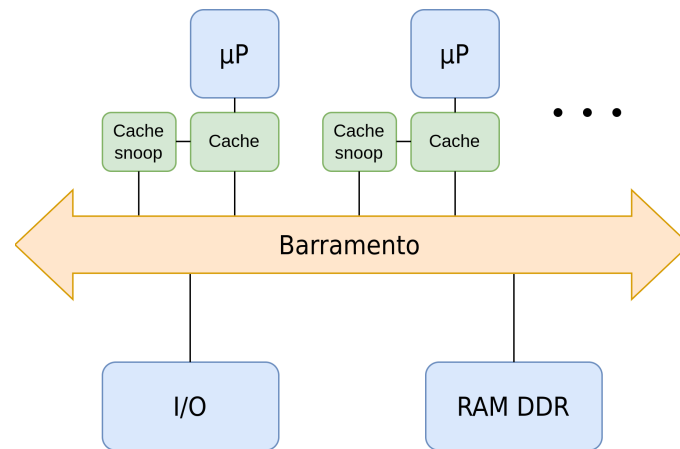 μP
μP
Cache
snoop
Cache
Cache
snoop
Cache
Barramento
I/O
RAM DDR